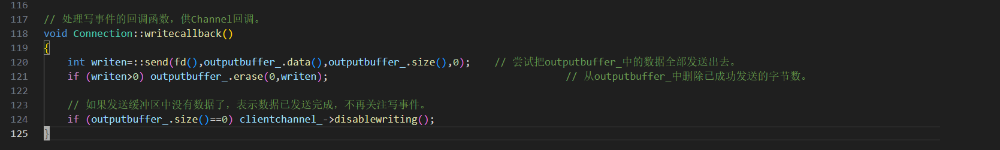 116
117 // 处理写事件的回调函数，供Channel回调。
118 void Connection::writecallback()
119 {
120     int writen=::send(fd(),outputbuffer_.data(),outputbuffer_.size(),0);    // 尝试把outputbuffer_中的数据全部发送出去。
121     if (writen>0) outputbuffer_.erase(0,writen);                                        // 从outputbuffer_中删除已成功发送的字节数。
122
123     // 如果发送缓冲区中没有数据了，表示数据已发送完成，不再关注写事件。
124     if (outputbuffer_.size()==0) clientchannel_->disablewriting();
125 }